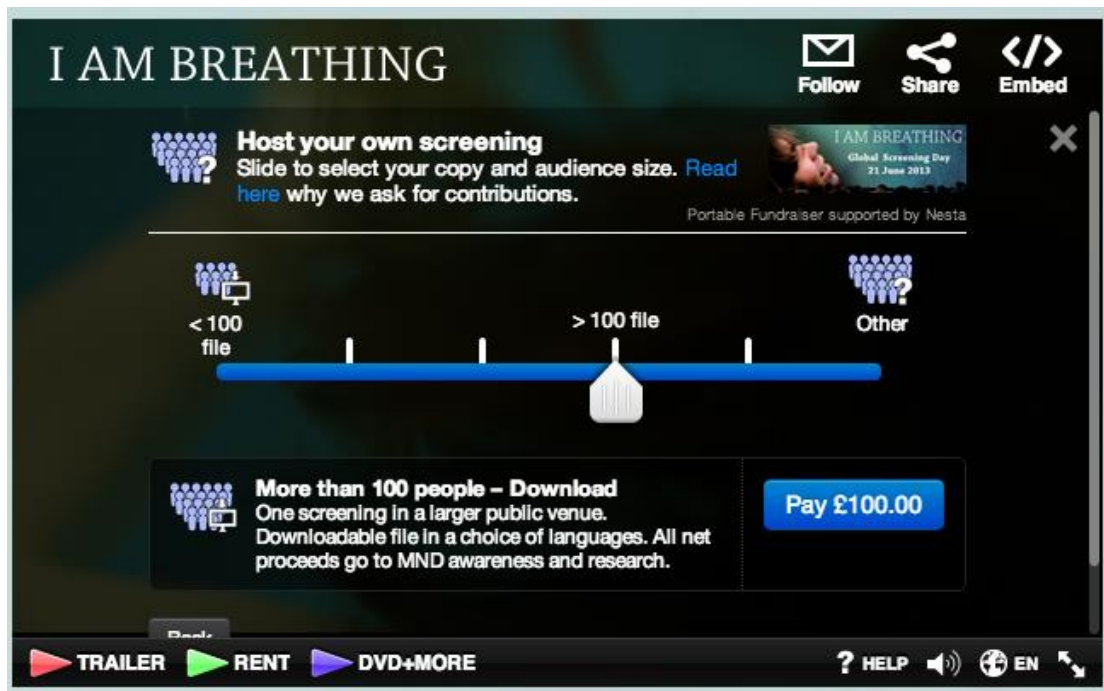 I AM BREATHING
Follow
Share
</>
Embed
Host your own screening
Slide to select your copy and audience size. Read
here why we ask for contributions.
I AM BREATHING
Global Screening Day
21 June 2013
Portable Fundraiser supported by Nesta
< 100
file
> 100 file
Other
More than 100 people – Download
One screening in a larger public venue.
Downloadable file in a choice of languages. All net
proceeds go to MND awareness and research.
Pay £100.00
Back
TRAILER
RENT
DVD+MORE
? HELP
EN